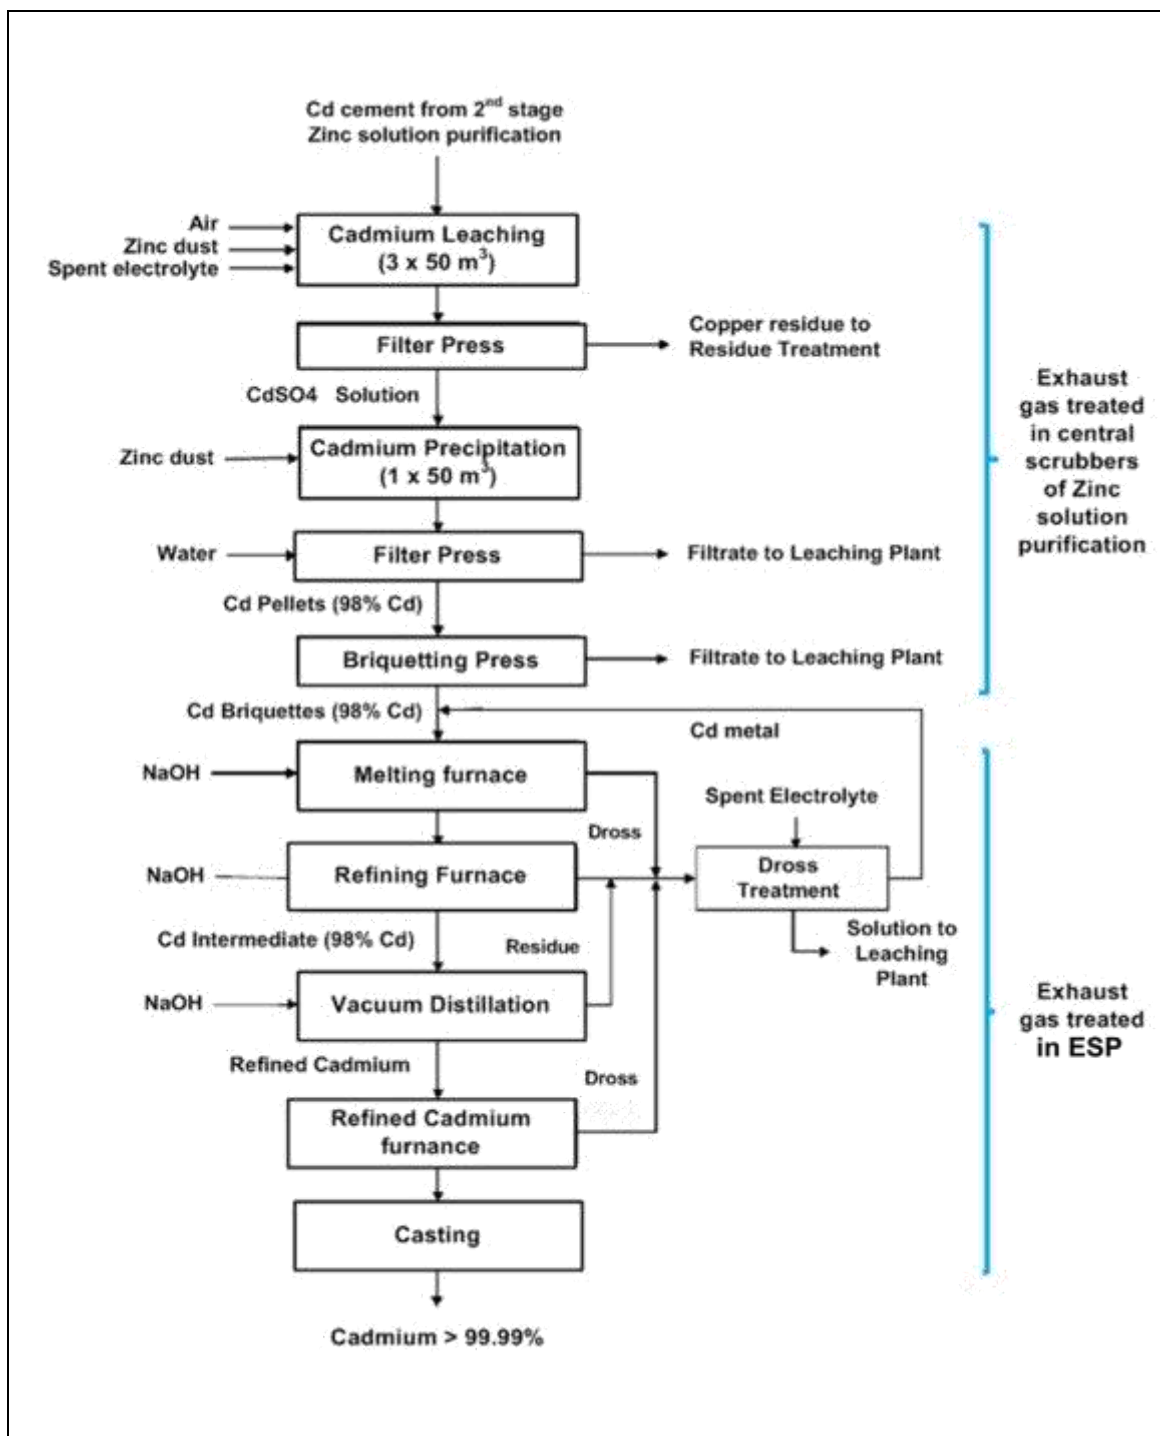 Cd cement from 2nd stage
Zinc solution purification
Air
Zinc dust
Spent electrolyte
Cadmium Leaching
(3 x 50 m3)
Filter Press
Copper residue to
Residue Treatment
CdSO4 Solution
Zinc dust
Cadmium Precipitation
(1 x 50 m3)
Water
Filter Press
Filtrate to Leaching Plant
Cd Pellets (98% Cd)
Briquetting Press
Filtrate to Leaching Plant
Exhaust
gas treated
in central
scrubbers
of Zinc
solution
purification
Cd Briquettes (98% Cd)
Cd metal
NaOH
Melting furnace
Spent Electrolyte
Dross
NaOH
Refining Furnace
Dross
Treatment
Cd Intermediate (98% Cd)
Residue
Solution to
Leaching
Plant
NaOH
Vacuum Distillation
Exhaust
gas treated
in ESP
Refined Cadmium
Dross
Refined Cadmium
furnance
Casting
Cadmium > 99.99%